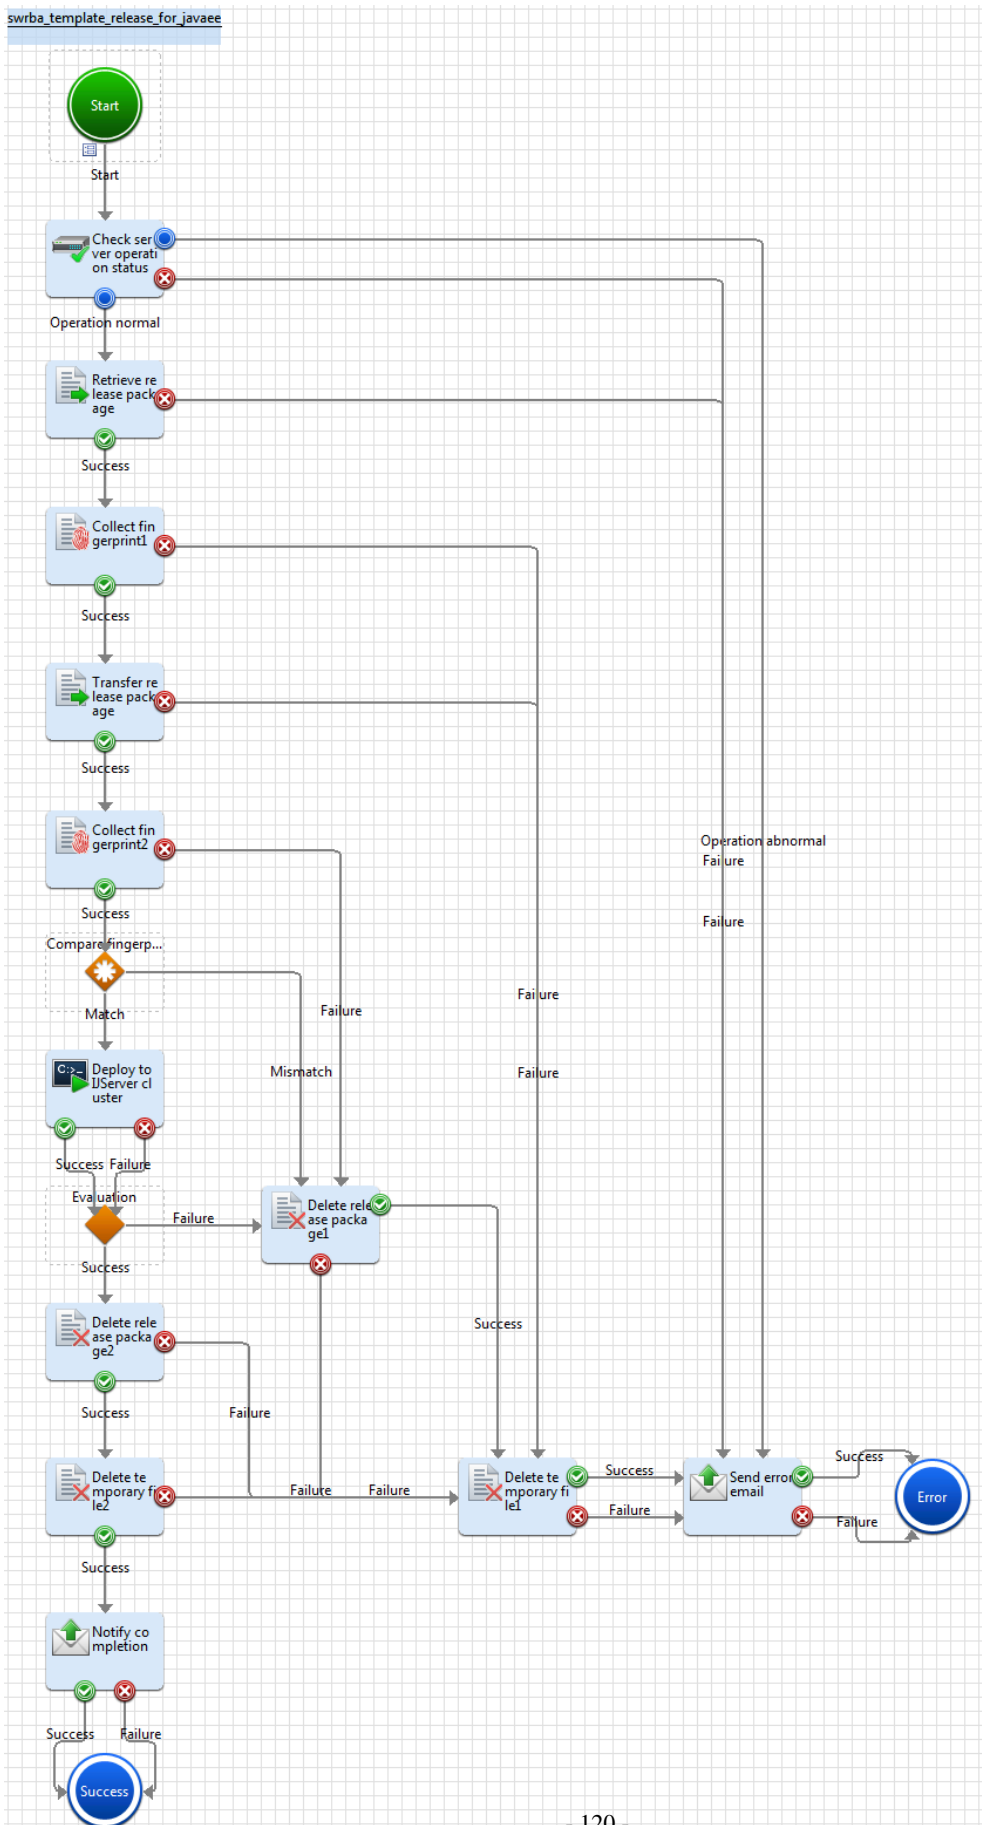 swrba_template_release_for_javaee
Start
Start
Check ser
ver operati
on status
Operation normal
Retrieve re
lease pack
age
Success
Collect fin
gerprint1
Success
Transfer re
lease pack
age
Success
Collect fin
gerprint2
Operation abnormal
Failure
Success
Failure
Compare fingerp...
Failure
Failure
Match
Deploy to
IJServer cl
uster
C:>_
Mismatch
Failure
Success Failure
Evaluation
Failure
Delete rele
ase packa
ge1
Success
Delete rele
ase packa
ge2
Success
Success
Failure
Delete te
mporary fi
le2
Failure
Failure
Delete te
mporary fi
le1
Success
Failure
Send error
email
Success
Failure
Error
Success
Notify co
mpletion
Success
Failure
Success
- 120 -